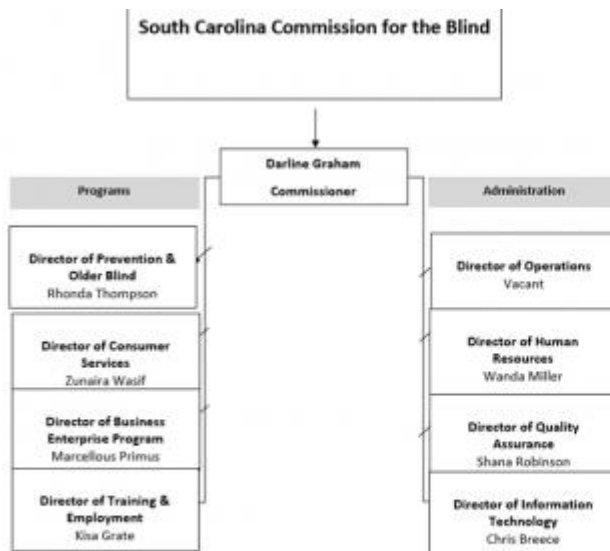 South Carolina Commission for the Blind
Darline Graham
Commissioner
Programs
Director of Prevention &
Older Blind
Rhonda Thompson
Director of Consumer
Services
Zunaira Wasif
Director of Business
Enterprise Program
Marcellous Primus
Director of Training &
Employment
Kisa Grate
Administration
Director of Operations
Vacant
Director of Human
Resources
Wanda Miller
Director of Quality
Assurance
Shana Robinson
Director of Information
Technology
Chris Breece